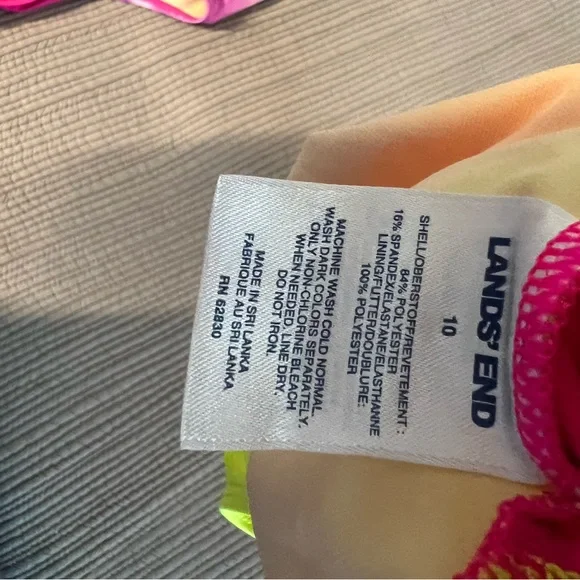 LANDS' END
10
SHELL/OBERSTOFF/REVETEMENT:
84% POLYESTER
16% SPANDEX/ELASTANE/ELASTHANNE
LINING/FUTTER/DOUBLURE:
100% POLYESTER
MACHINE WASH COLD NORMAL
WASH DARK COLORS SEPARATELY.
ONLY NON-CHLORINE BLEACH
WHEN NEEDED, LINE DRY.
DO NOT IRON.
MADE IN SRI LANKA
FABRIQUE AU SRI LANKA
RN 62830